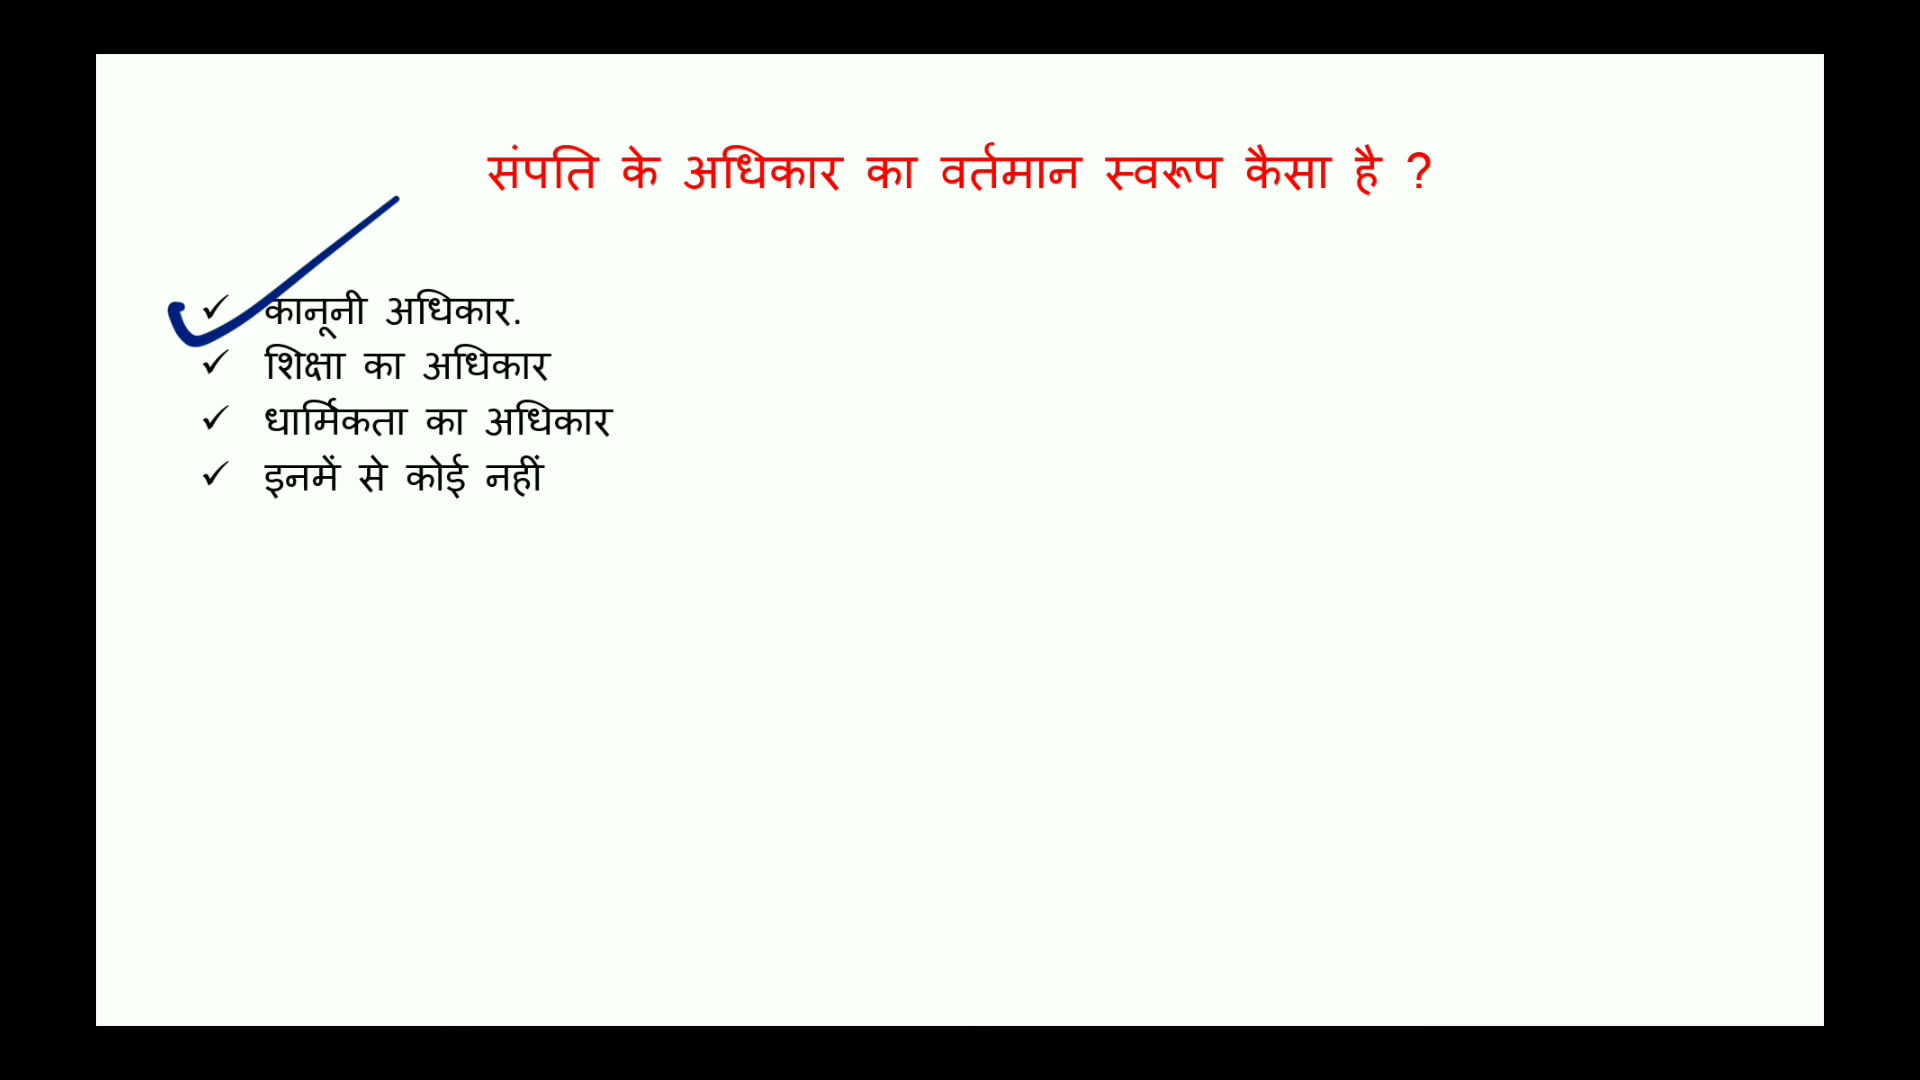 संपति के अधिकार का वर्तमान स्वरूप कैसा है ?
✓ कानूनी अधिकार.
✓ शिक्षा का अधिकार
✓ धार्मिकता का अधिकार
✓ इनमें से कोई नहीं